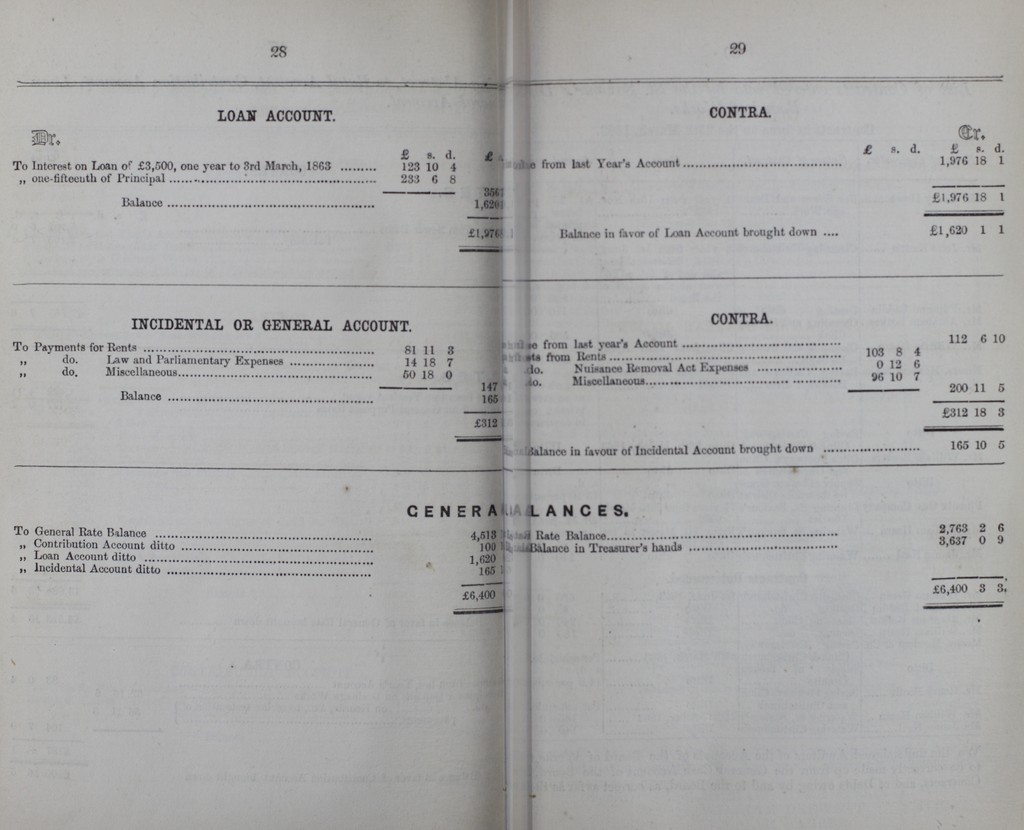 28
LOAN ACCOUNT.
Dr.
£ s. d. £
To Interest on Loan of £3,500, one year to 3rd March, 1863 ......... 123 10 4
„ one-fifteenth of Principal ........ 233 6 8
356
Balance ........ 1,620
£1,976
INCIDENTAL OR GENERAL ACCOUNT.
To Payments for Rents ........ 81 11 3
„ do. Law and Parliamentary Expenses ........ 14 18 7
„ do. Miscellaneous ........ 50 18 0
147
Balance ........ 165
£312
29
CONTRA.
Cr.
£ s. d. £ s. d.
from last Year's Account ........ 1,976 18 1
£1,976 18 1
Balance in favor of Loan Account brought down .... £1,620 1 1
CONTRA.
from last year's Account ........ 112 6 10
from Rents ........ 103 8 4
do. Nuisance Removal Act Expenses ........ 0 12 6
do. Miscellaneous ........ 96 10 7
200 11 5
£312 18 3
Balance in favour of Incidental Account brought down ........ 165 10 5
GENERA LANCES.
To General Rate Balance ........ 4,513
„ Contribution Account ditto ........ 100
„ Loan Account ditto ........ 1,620
„ Incidental Account ditto ........ 165
£6,400
Rate Balance ........ 2,763 2 6
Balance in Treasurer's hands ........ 3,637 0 9
£6,400 3 3.